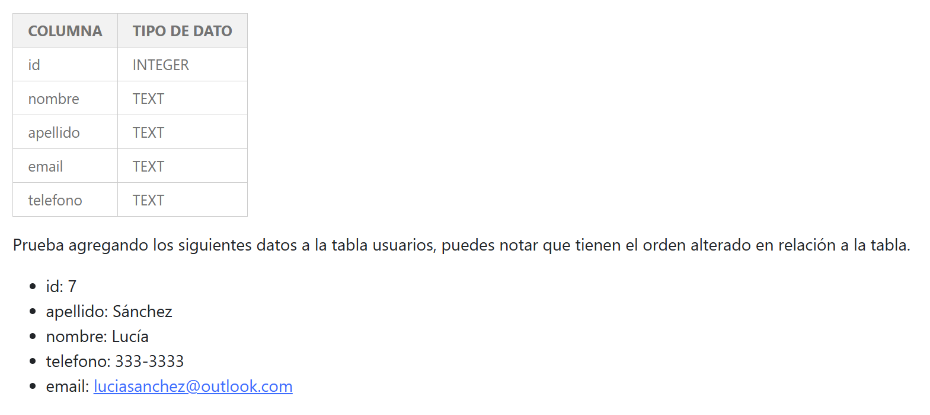 COLUMNA TIPO DE DATO
id INTEGER
nombre TEXT
apellido TEXT
email TEXT
telefono TEXT
Prueba agregando los siguientes datos a la tabla usuarios, puedes notar que tienen el orden alterado en relación a la tabla.
• id: 7
• apellido: Sánchez
• nombre: Lucía
• telefono: 333-3333
• email: luciasanchez@outlook.com